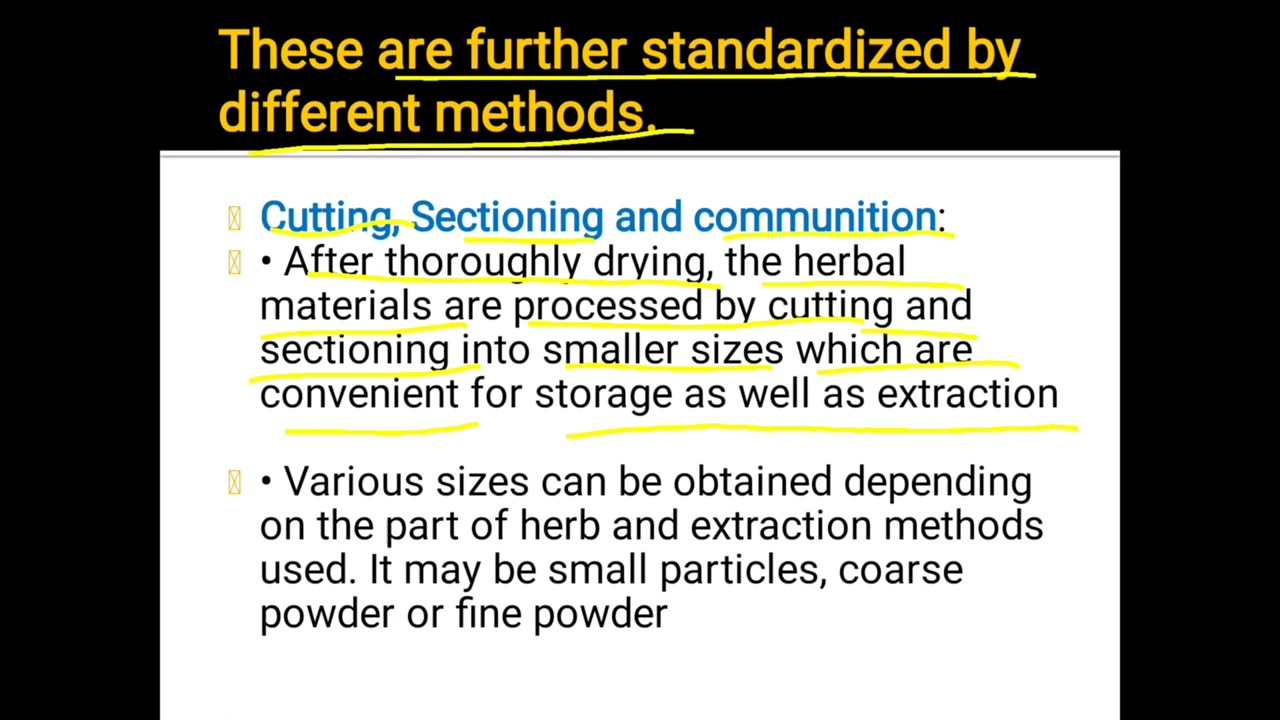 These are further standardized by
different methods.
Cutting, Sectioning and communition:
• After thoroughly drying, the herbal
materials are processed by cutting and
sectioning into smaller sizes which are
convenient for storage as well as extraction
• Various sizes can be obtained depending
on the part of herb and extraction methods
used. It may be small particles, coarse
powder or fine powder